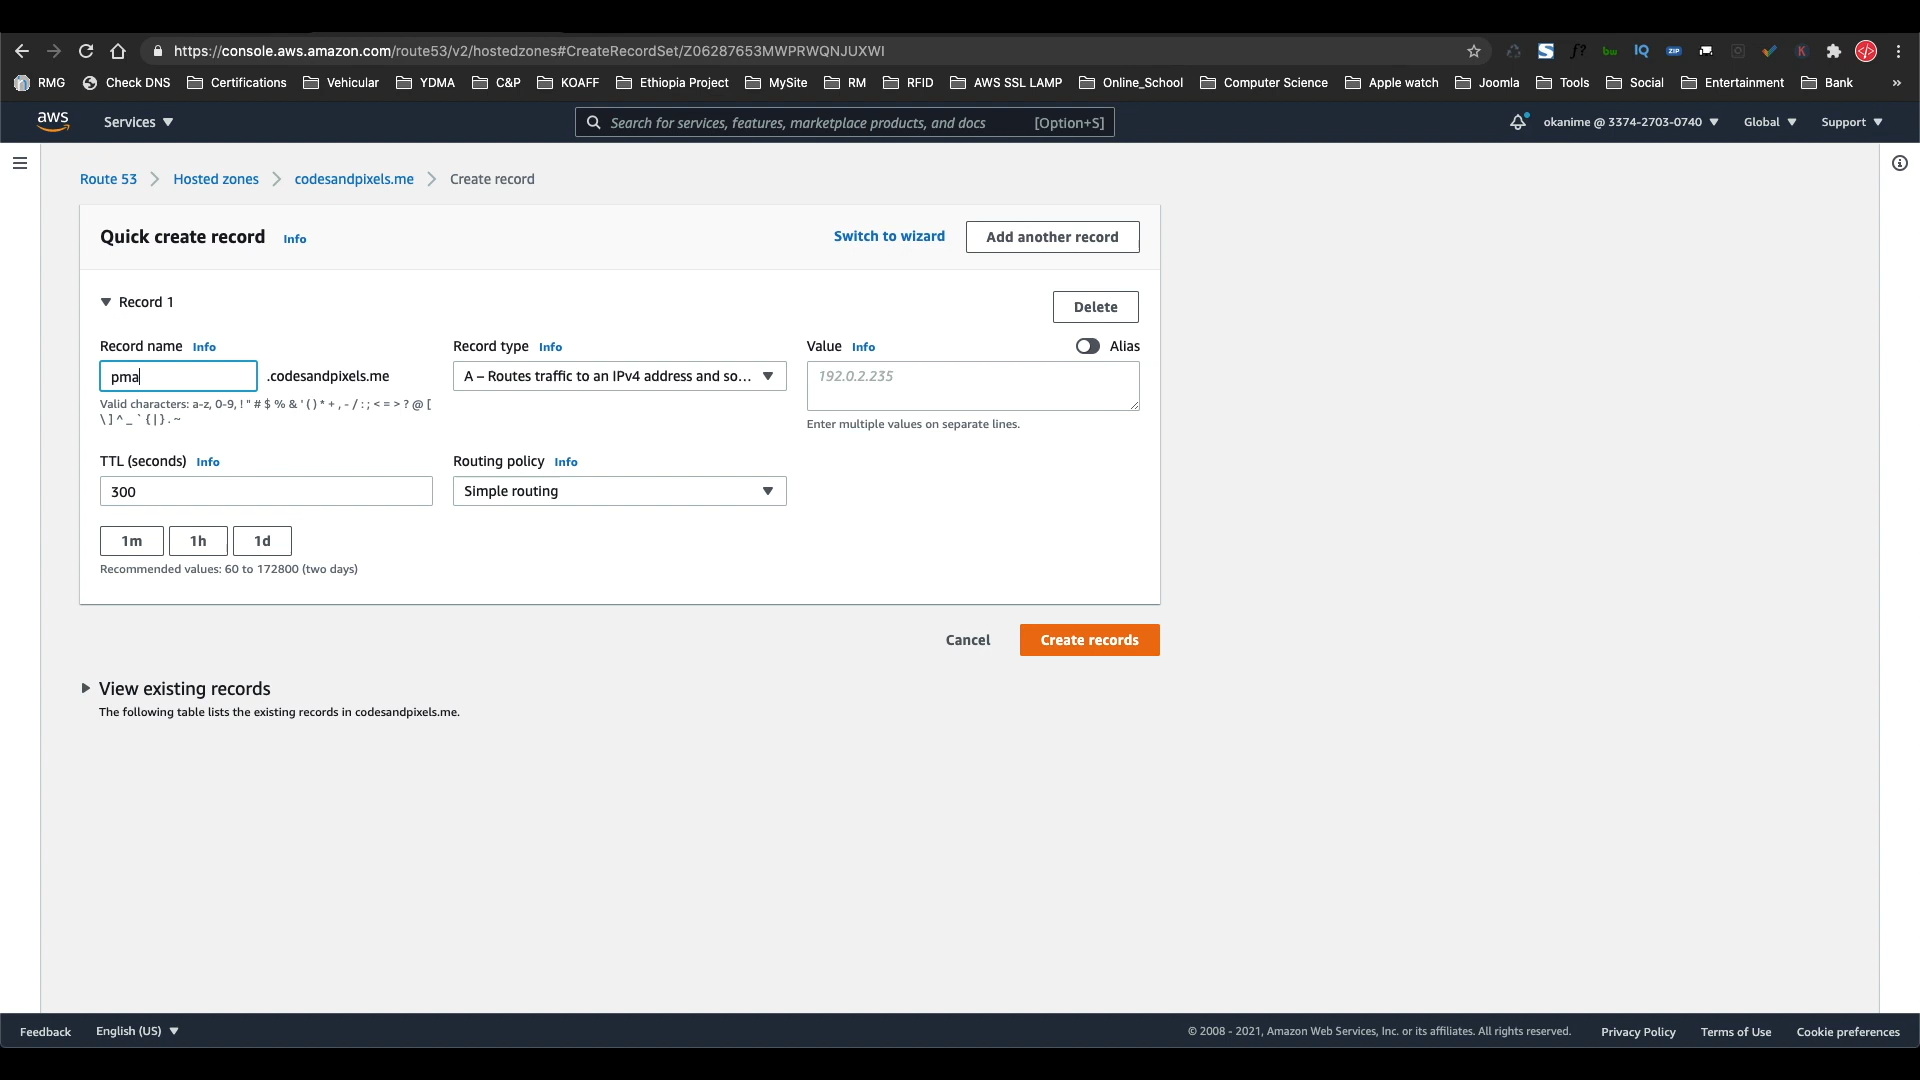 https://console.aws.amazon.com/route53/v2/hostedzones#CreateRecordSet/Z06287653MWPRWQNJUXWI
RMG Check DNS Certifications Vehicular YDMA C&P KOAFF Ethiopia Project MySite RM RFID AWS SSL LAMP Online_School Computer Science Apple watch Joomla Tools Social Entertainment Bank »
aws Services Search for services, features, marketplace products, and docs [Option+S] okanime @ 3374-2703-0740 Global Support
Route 53 Hosted zones codesandpixels.me Create record
Quick create record Info Switch to wizard Add another record
Record 1 Delete
Record name Info Record type Info Value Info Alias
pma .codesandpixels.me A – Routes traffic to an IPv4 address and so... 192.0.2.235
Valid characters: a-z, 0-9, ! " # $ % & ' ( ) * + , - / : ; < = > ? @ [
\ ] ^ _ ` { | } . ~
Enter multiple values on separate lines.
TTL (seconds) Info Routing policy Info
300 Simple routing
1m 1h 1d
Recommended values: 60 to 172800 (two days)
Cancel Create records
View existing records
The following table lists the existing records in codesandpixels.me.
Feedback English (US) © 2008 - 2021, Amazon Web Services, Inc. or its affiliates. All rights reserved. Privacy Policy Terms of Use Cookie preferences